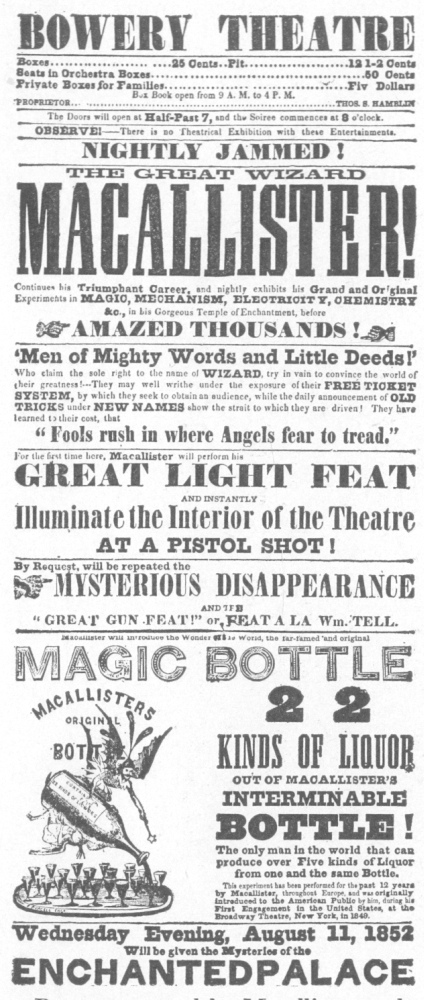 BOWERY THEATRE
Boxes....................25 Cents..Pit....................12 1-2 Cents
Seats in Orchestra Boxes....................50 Cents
Private Boxes for Families....................Fiv Dollars
Box Book open from 9 A. M. to 4 P. M.
PROPRIETOR....................THOS. S. HAMBLIN
The Doors will open at Half-Past 7, and the Soiree commences at 8 o'clock.
OBSERVE!—There is no Theatrical Exhibition with these Entertainments.
NIGHTLY JAMMED !
THE GREAT WIZARD
MACALLISTER!
Continues his Triumphant Career, and nightly exhibits his Grand and Original
Experiments in MAGIC, MECHANISM, ELECTRICITY, CHEMISTRY
&c., in his Gorgeous Temple of Enchantment, before
AMAZED THOUSANDS !
'Men of Mighty Words and Little Deeds!'
Who claim the sole right to the name of WIZARD, try in vain to convince the world of
their greatness!---They may well writhe under the exposure of their FREE TICKET
SYSTEM, by which they seek to obtain an audience, while the daily announcement of OLD
TRICKS under NEW NAMES show the strait to which they are driven! They have
learned to their cost, that
"Fools rush in where Angels fear to tread."
For the first time here, Macallister will perform his
GREAT LIGHT FEAT
AND INSTANTLY
Illuminate the Interior of the Theatre
AT A PISTOL SHOT !
By Request, will be repeated the
MYSTERIOUS DISAPPEARANCE
AND THE
"GREAT GUN FEAT!" or, FEAT A LA Wm. TELL.
Macallister will introduce the Wonder of the World, the far-famed and original
MAGIC BOTTLE
MACALLISTERS
ORIGINAL
BOTT
22
KINDS OF LIQUOR
OUT OF MACALLISTER'S
INTERMINABLE
BOTTLE !
The only man in the world that can
produce over Five kinds of Liquor
from one and the same Bottle.
This experiment has been performed for the past 12 years
by Macallister, throughout Europe, and was originally
introduced to the American Public by him, during his
First Engagement in the United States, at the
Broadway Theatre, New York, in 1849.
Wednesday Evening, August 11, 1852
Will be given the Mysteries of the
ENCHANTED PALACE